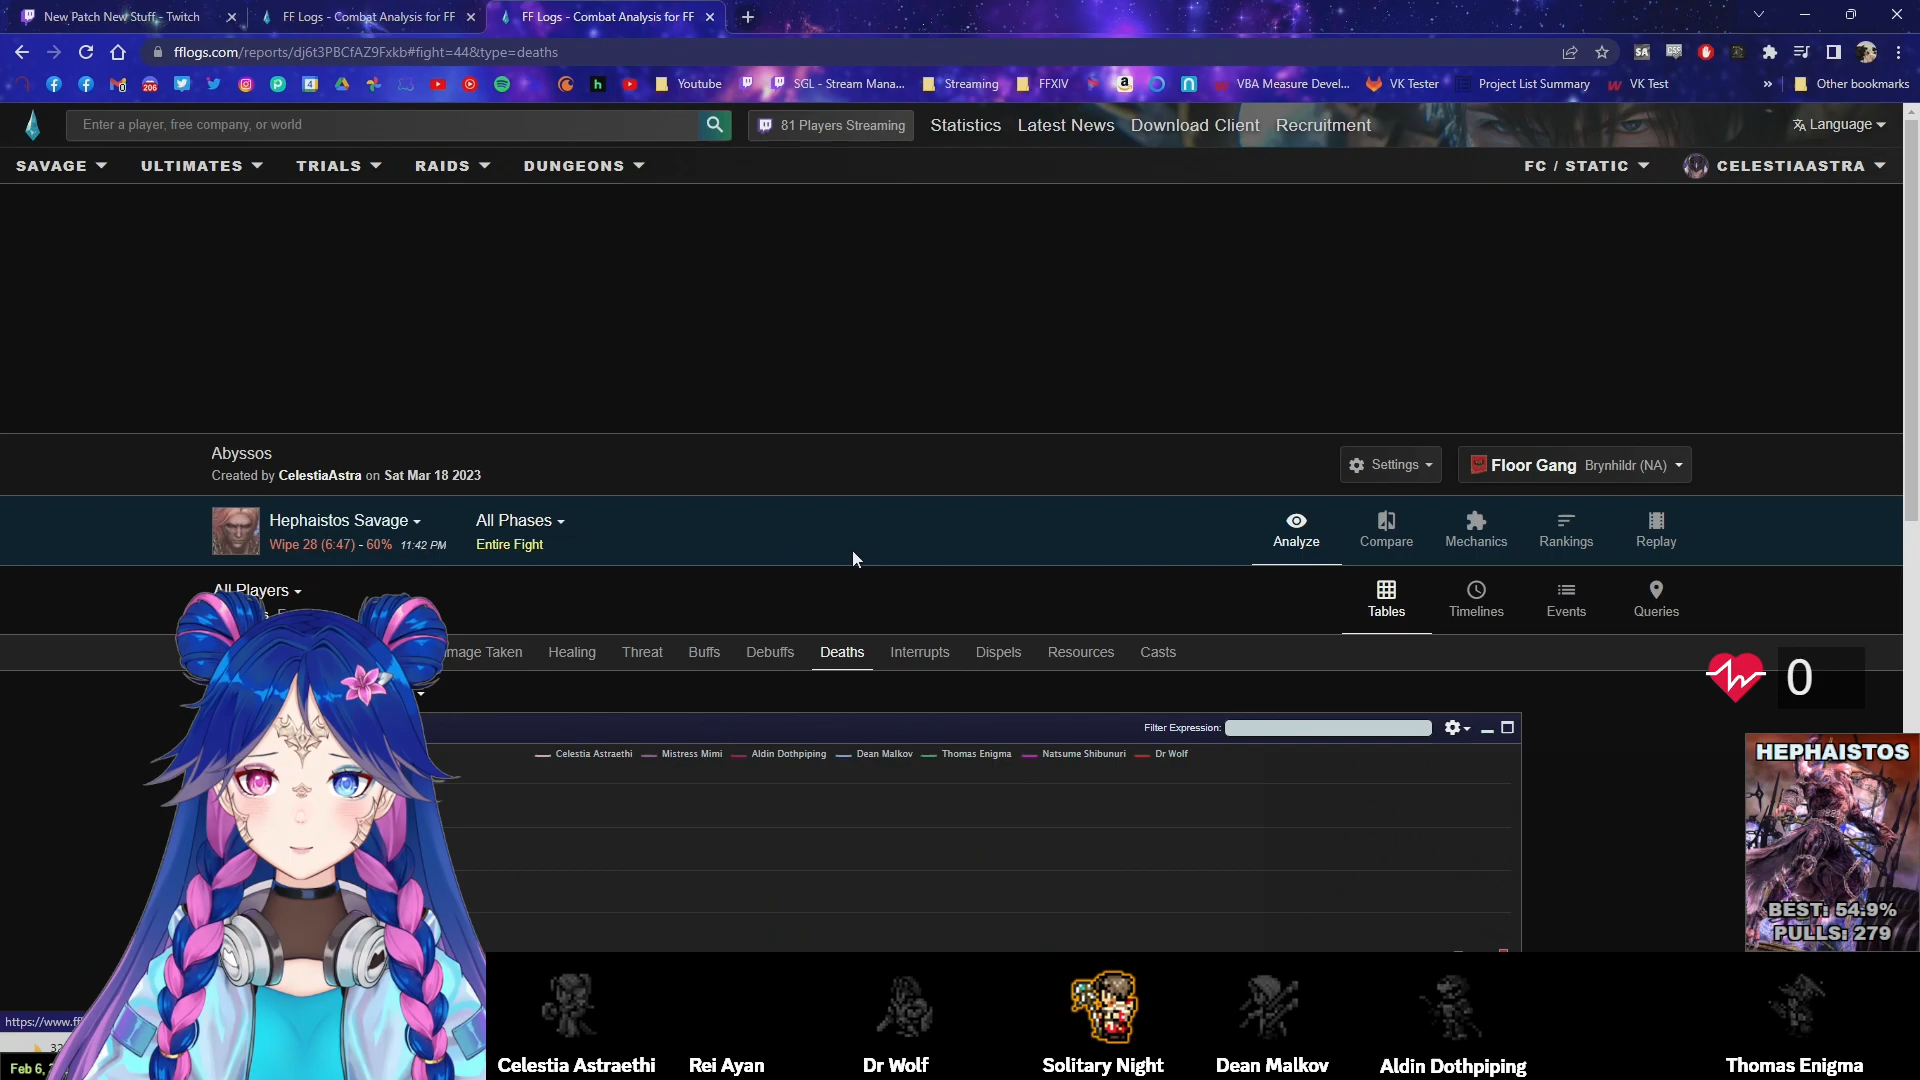 New Patch New Stuff - Twitch
FF Logs - Combat Analysis for FF
FF Logs - Combat Analysis for FF
fflogs.com/reports/dj6t3PBCfAZ9Fxkb#fight=44&type=deaths
206
4
Youtube
SGL - Stream Mana...
Streaming
FFXIV
VBA Measure Devel...
VK Tester
Project List Summary
VK Test
»
Other bookmarks
Enter a player, free company, or world
81 Players Streaming
Statistics
Latest News
Download Client
Recruitment
Language
SAVAGE
ULTIMATES
TRIALS
RAIDS
DUNGEONS
FC / STATIC
CELESTIAASTRA
Abyssos
Created by CelestiaAstra on Sat Mar 18 2023
Settings
Floor Gang Brynhildr (NA)
Hephaistos Savage
Wipe 28 (6:47) - 60% 11:42 PM
All Phases
Entire Fight
Analyze
Compare
Mechanics
Rankings
Replay
All Players
Tables
Timelines
Events
Queries
mage Taken
Healing
Threat
Buffs
Debuffs
Deaths
Interrupts
Dispels
Resources
Casts
0
Filter Expression:
Celestia Astraethi
Mistress Mimi
Aldin Dothpiping
Dean Malkov
Thomas Enigma
Natsume Shibunuri
Dr Wolf
HEPHAISTOS
BEST: 54.9%
PULLS: 279
https://www.ff
32
Feb 6,
Celestia Astraethi
Rei Ayan
Dr Wolf
Solitary Night
Dean Malkov
Aldin Dothpiping
Thomas Enigma